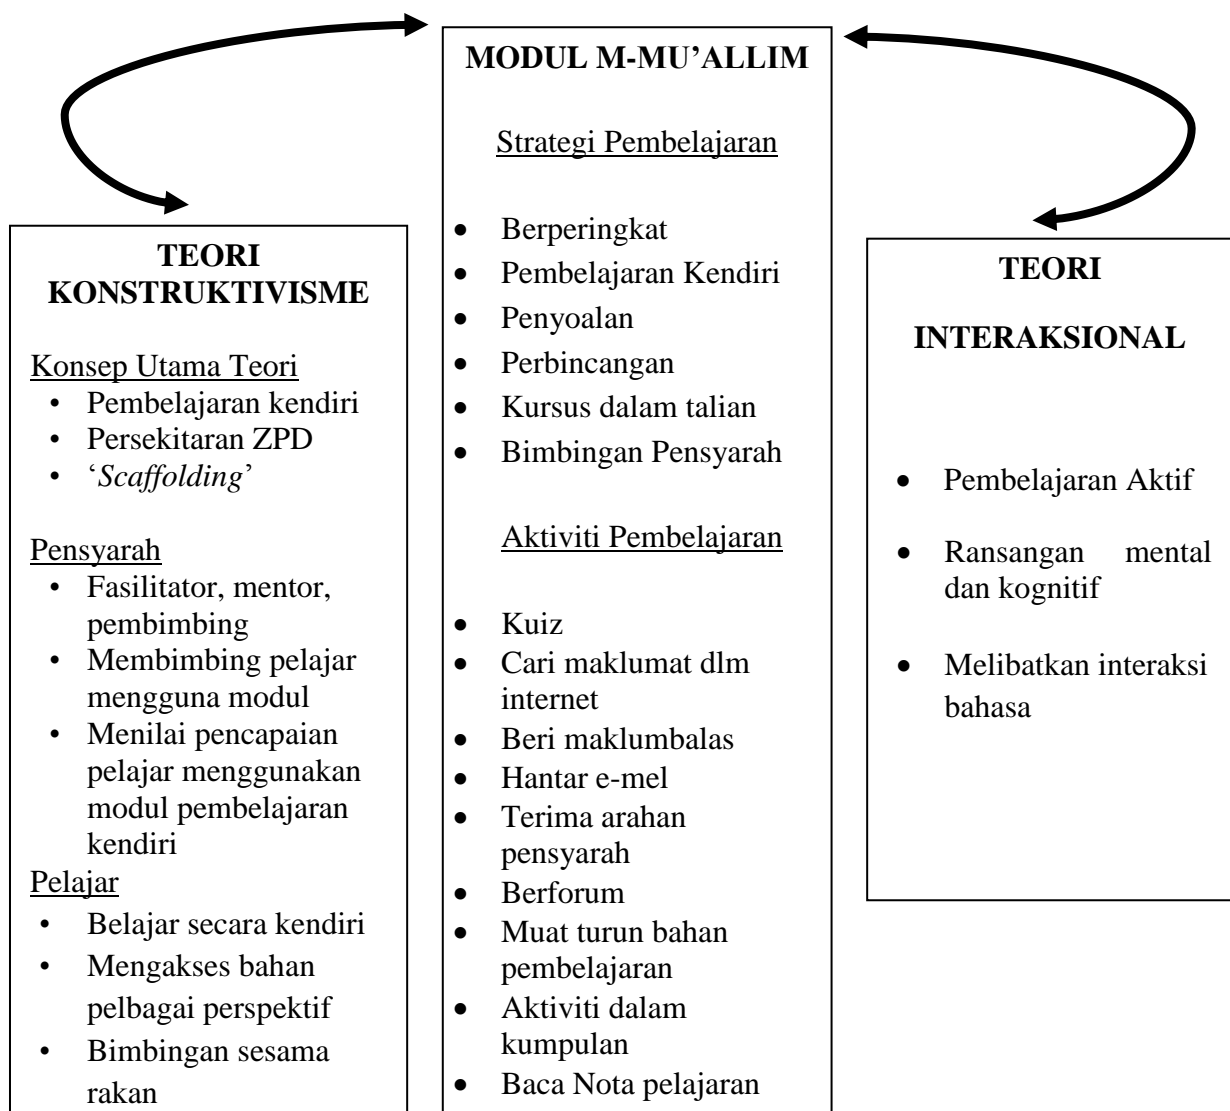 MODUL M-MU’ALLIM
Strategi Pembelajaran
• Berperingkat
• Pembelajaran Kendiri
• Penyoalan
• Perbincangan
• Kursus dalam talian
• Bimbingan Pensyarah
Aktiviti Pembelajaran
• Kuiz
• Cari maklumat dlm
internet
• Beri maklumbalas
• Hantar e-mel
• Terima arahan
pensyarah
• Berforum
• Muat turun bahan
pembelajaran
• Aktiviti dalam
kumpulan
• Baca Nota pelajaran
TEORI
KONSTRUKTIVISME
Konsep Utama Teori
• Pembelajaran kendiri
• Persekitaran ZPD
• ‘Scaffolding’
Pensyarah
• Fasilitator, mentor,
pembimbing
• Membimbing pelajar
mengguna modul
• Menilai pencapaian
pelajar menggunakan
modul pembelajaran
kendiri
Pelajar
• Belajar secara kendiri
• Mengakses bahan
pelbagai perspektif
• Bimbingan sesama
rakan
TEORI
INTERAKSIONAL
• Pembelajaran Aktif
• Ransangan mental
dan kognitif
• Melibatkan interaksi
bahasa